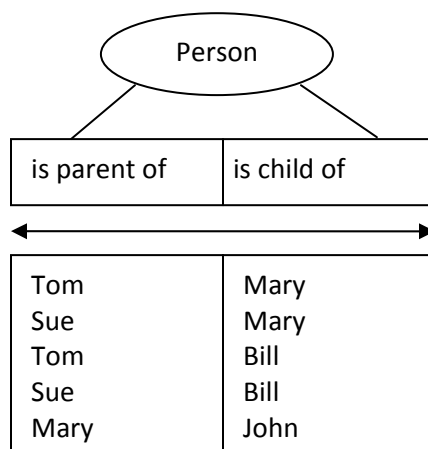 Person
is parent of is child of
Tom Mary
Sue Mary
Tom Bill
Sue Bill
Mary John